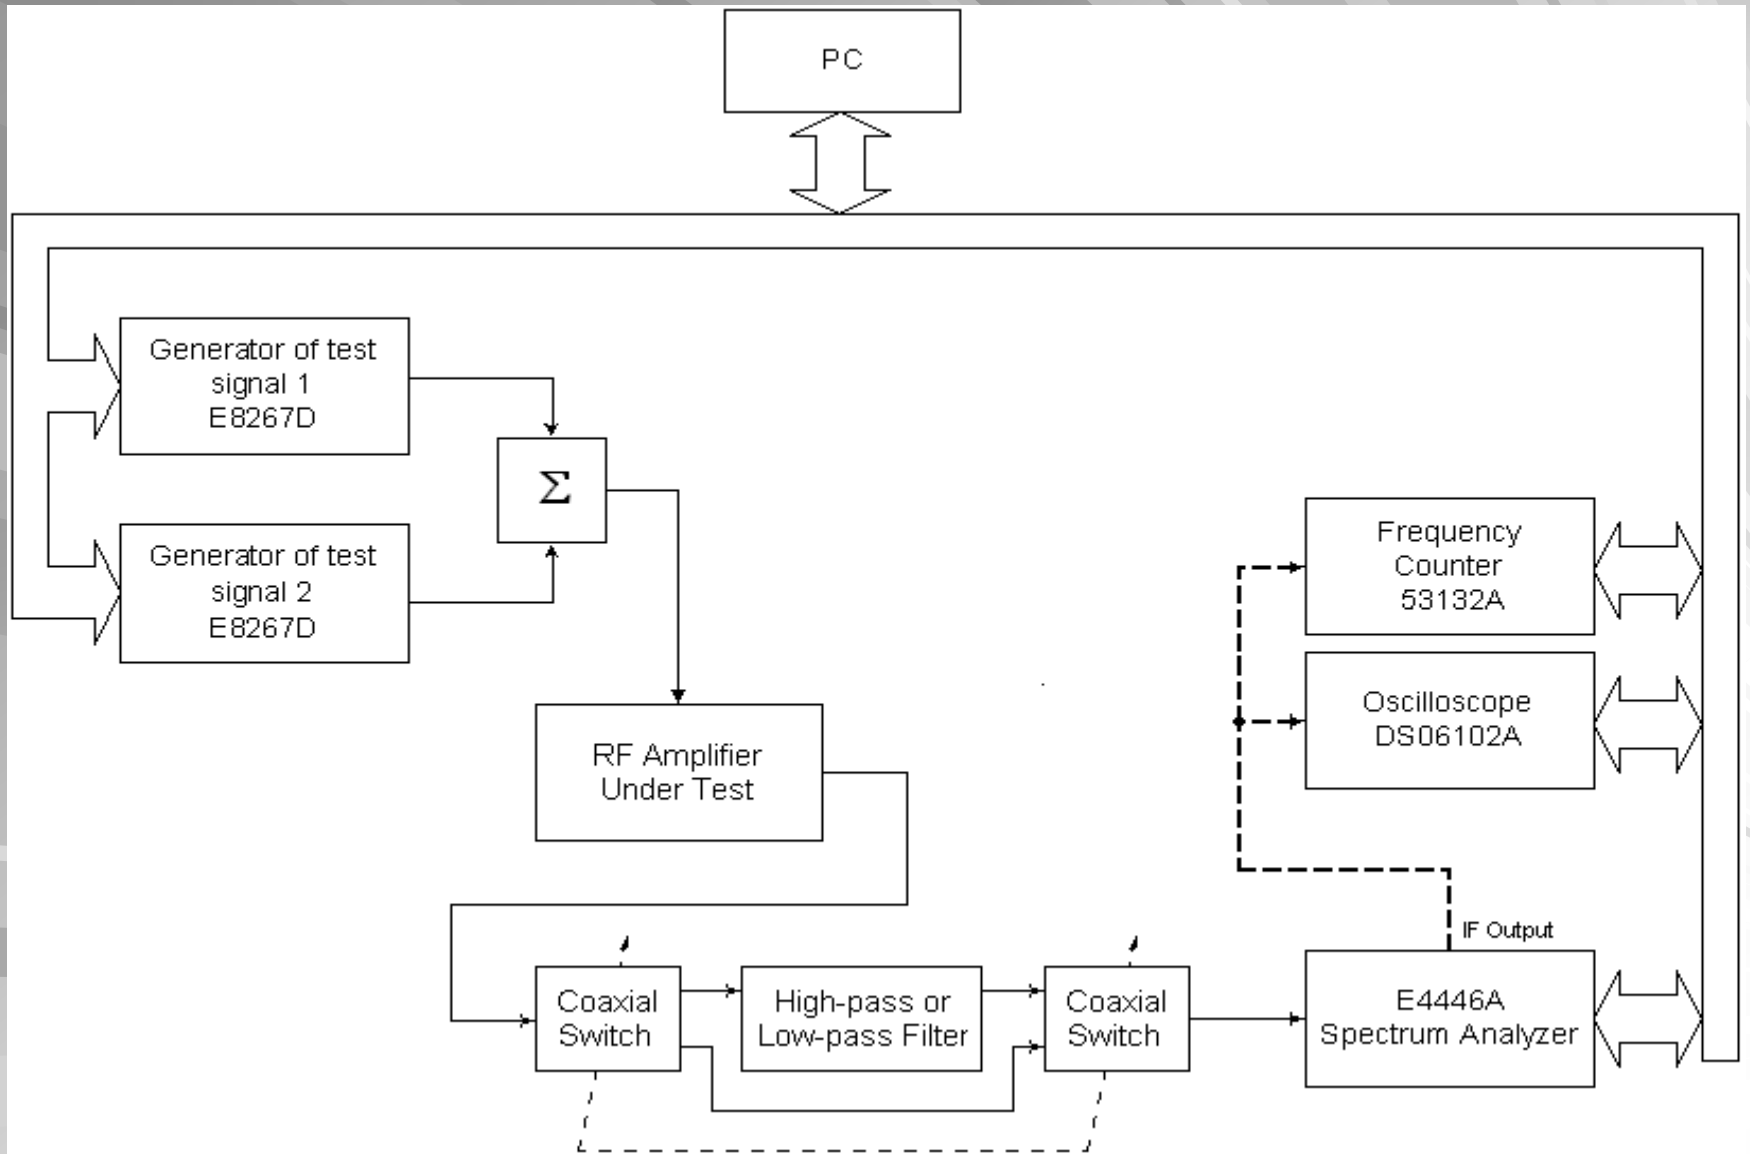 PC
Generator of test
signal 1
E8267D
Σ
Generator of test
signal 2
E8267D
Frequency
Counter
53132A
Oscilloscope
DS06102A
RF Amplifier
Under Test
IF Output
Coaxial
Switch
High-pass or
Low-pass Filter
Coaxial
Switch
E4446A
Spectrum Analyzer